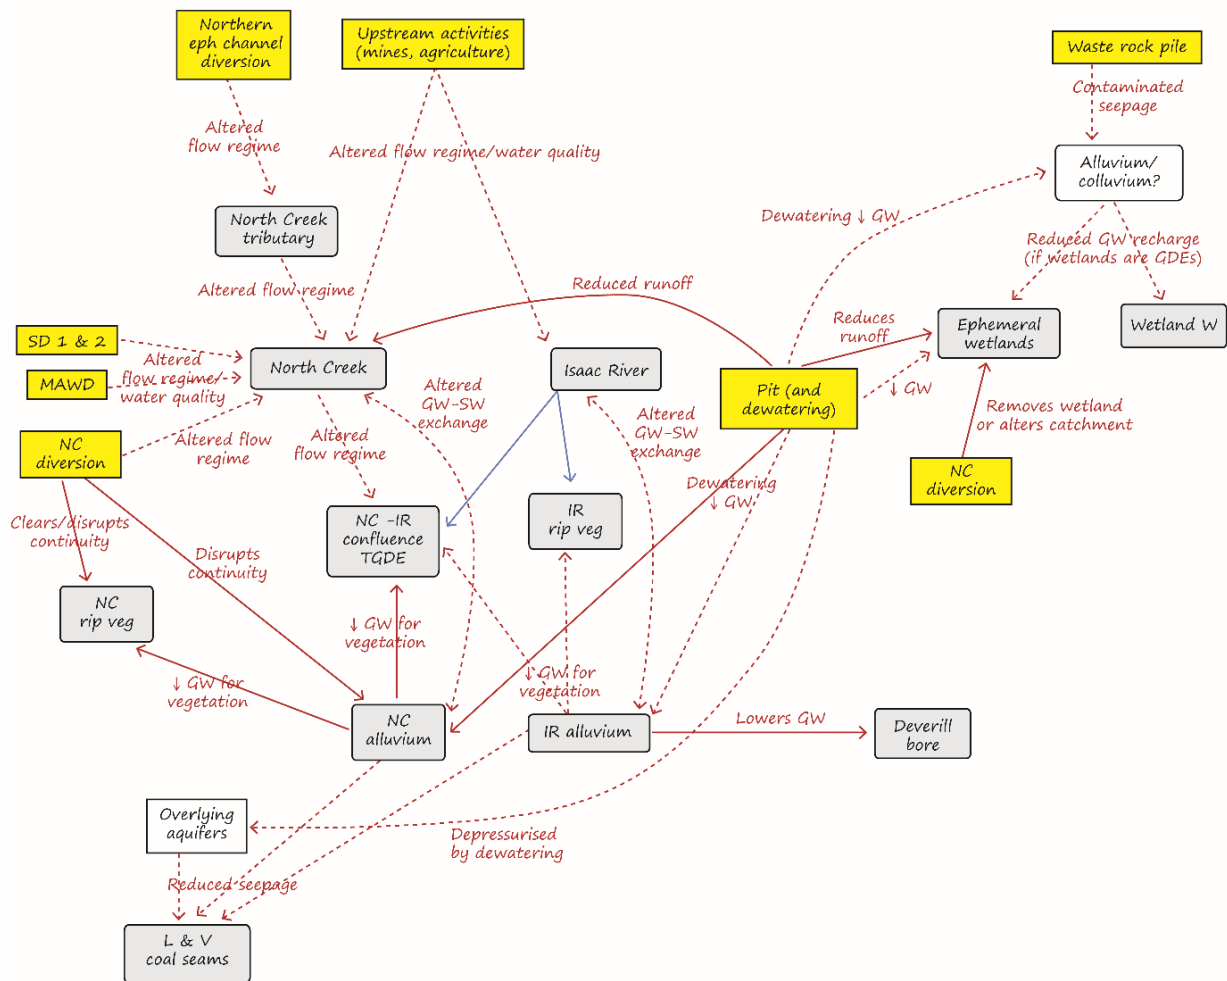 Northern
eph channel
diversion
Upstream activities
(mines, agriculture)
Waste rock pile
Contaminated
seepage
Altered
flow regime
Altered flow regime/water quality
Alluvium/
colluvium?
North Creek
tributary
Dewatering ↓ GW
Reduced GW recharge
(if wetlands are GDEs)
Altered flow regime
Reduced runoff
Reduces
runoff
Ephemeral
wetlands
Wetland W
SD 1 & 2
MAWD
Altered
flow regime/
water quality
North Creek
Altered
GW-SW
exchange
Isaac River
Pit (and
dewatering)
↓ GW
Altered
GW-SW
exchange
Removes wetland
or alters catchment
NC
diversion
Altered flow
regime
Altered
flow regime
NC
diversion
Dewatering
↓ GW
Clears/disrupts
continuity
NC -IR
confluence
TGDE
IR
rip veg
Disrupts
continuity
NC
rip veg
↓ GW for
vegetation
↓ GW for
vegetation
↓ GW for
vegetation
NC
alluvium
IR alluvium
Lowers GW
Deverill
bore
Overlying
aquifers
Depressurised
by dewatering
Reduced seepage
L & V
coal seams